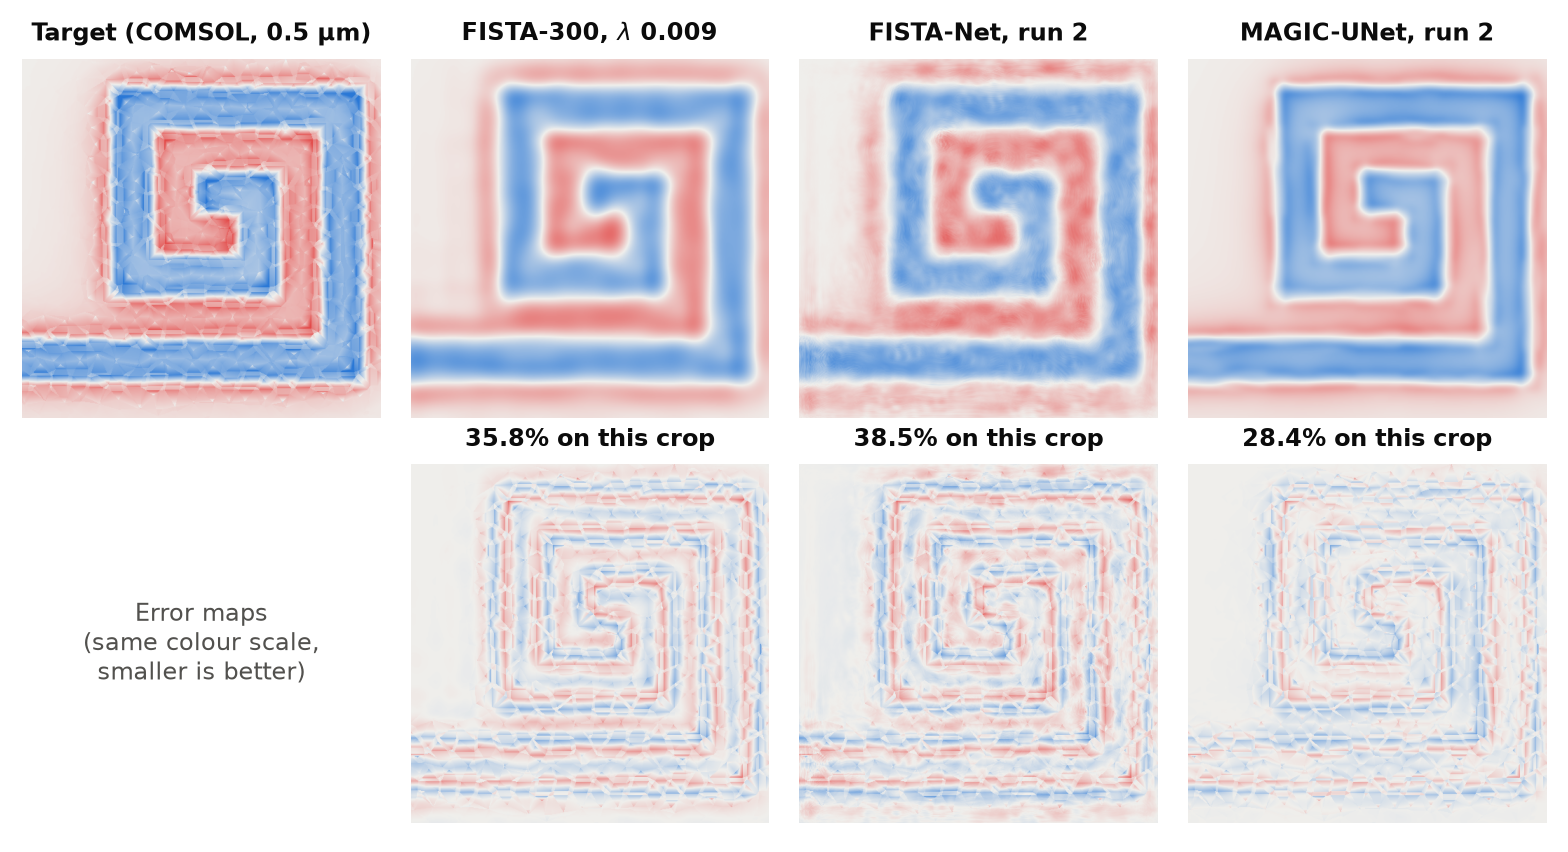 Target (COMSOL, 0.5 µm)
FISTA-300, λ 0.009
FISTA-Net, run 2
MAGIC-UNet, run 2
35.8% on this crop
38.5% on this crop
28.4% on this crop
Error maps
(same colour scale,
smaller is better)